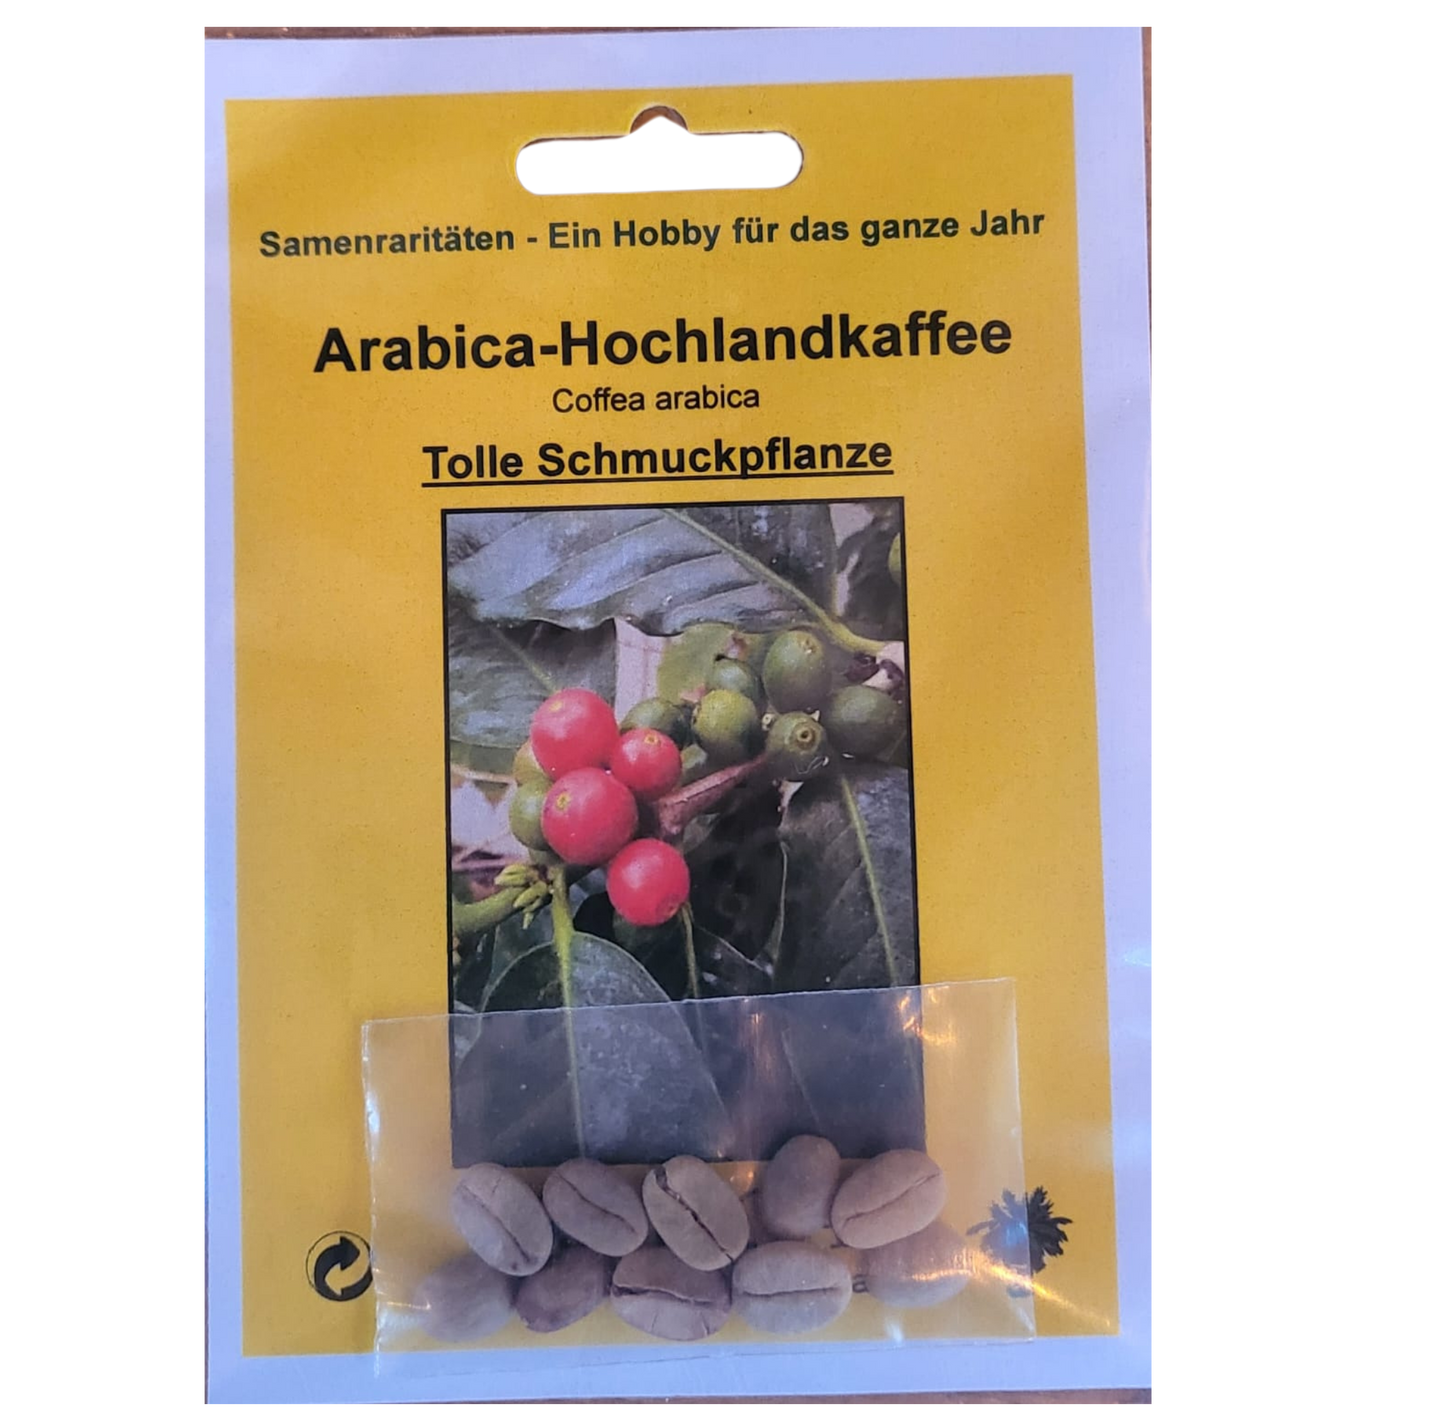 Samenraritäten - Ein Hobby für das ganze Jahr
Arabica-Hochlandkaffee
Coffea arabica
Tolle Schmuckpflanze